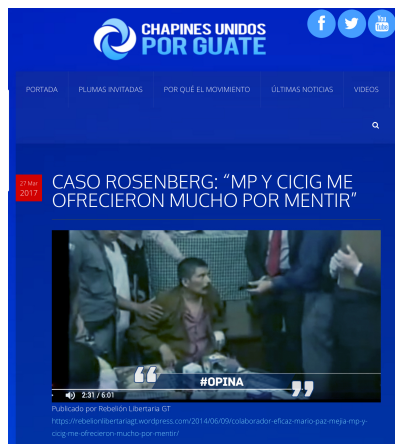 CHAPINES UNIDOS
POR GUATE
f
You
Tube
PORTADA
PLUMAS INVITADAS
POR QUÉ EL MOVIMIENTO
ÚLTIMAS NOTICIAS
VIDEOS
27 Mar
2017
CASO ROSENBERG: “MP Y CICIG ME
OFRECIERON MUCHO POR MENTIR”
“
#OPINA
”
2:31 / 6:01
Publicado por Rebelión Libertaria GT
https://rebelionlibertariagt.wordpress.com/2014/06/09/colaborador-eficaz-mario-paz-mejia-mp-y-
cicig-me-ofrecieron-mucho-por-mentir/